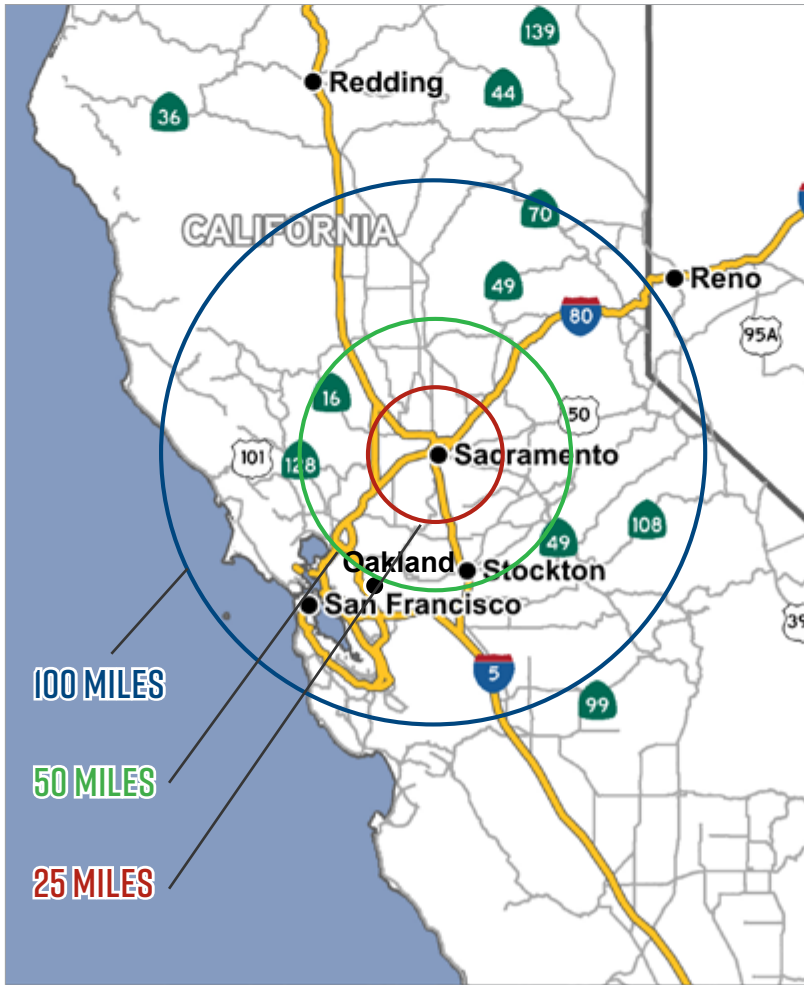 139
Redding
44
36
70
CALIFORNIA
Reno
49
80
95A
16
50
101
128
Sacramento
108
49
Oakland
Stockton
San Francisco
39
100 MILES
5
99
50 MILES
25 MILES